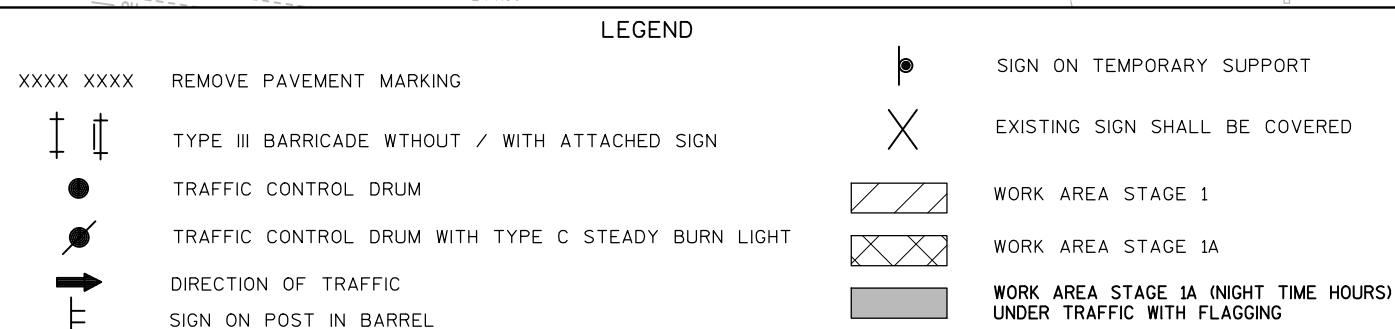 LEGEND
XXXX XXXX REMOVE PAVEMENT MARKING
TYPE III BARRICADE WTHOUT / WITH ATTACHED SIGN
TRAFFIC CONTROL DRUM
TRAFFIC CONTROL DRUM WITH TYPE C STEADY BURN LIGHT
DIRECTION OF TRAFFIC
SIGN ON POST IN BARREL
SIGN ON TEMPORARY SUPPORT
EXISTING SIGN SHALL BE COVERED
WORK AREA STAGE 1
WORK AREA STAGE 1A
WORK AREA STAGE 1A (NIGHT TIME HOURS)
UNDER TRAFFIC WITH FLAGGING